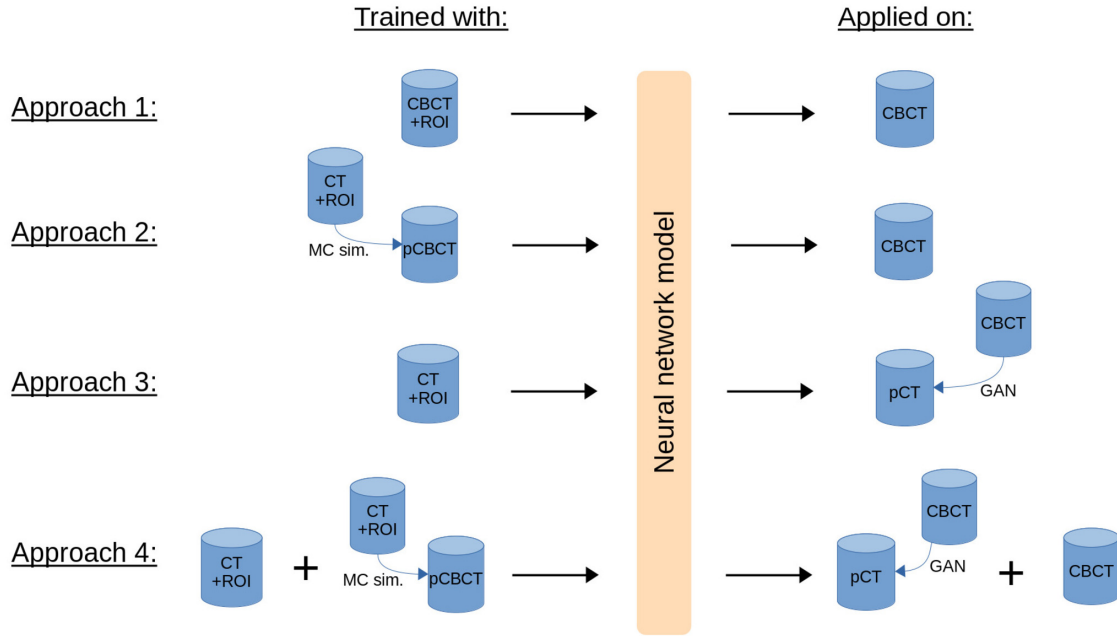 Trained with:
Applied on:
Approach 1:
CBCT
+ROI
CBCT
CT
+ROI
Approach 2:
MC sim.
pCBCT
CBCT
Neural network model
CBCT
Approach 3:
CT
+ROI
pCT
GAN
CT
+ROI
CBCT
Approach 4:
CT
+ROI
+
MC sim.
pCBCT
pCT
GAN
+
CBCT